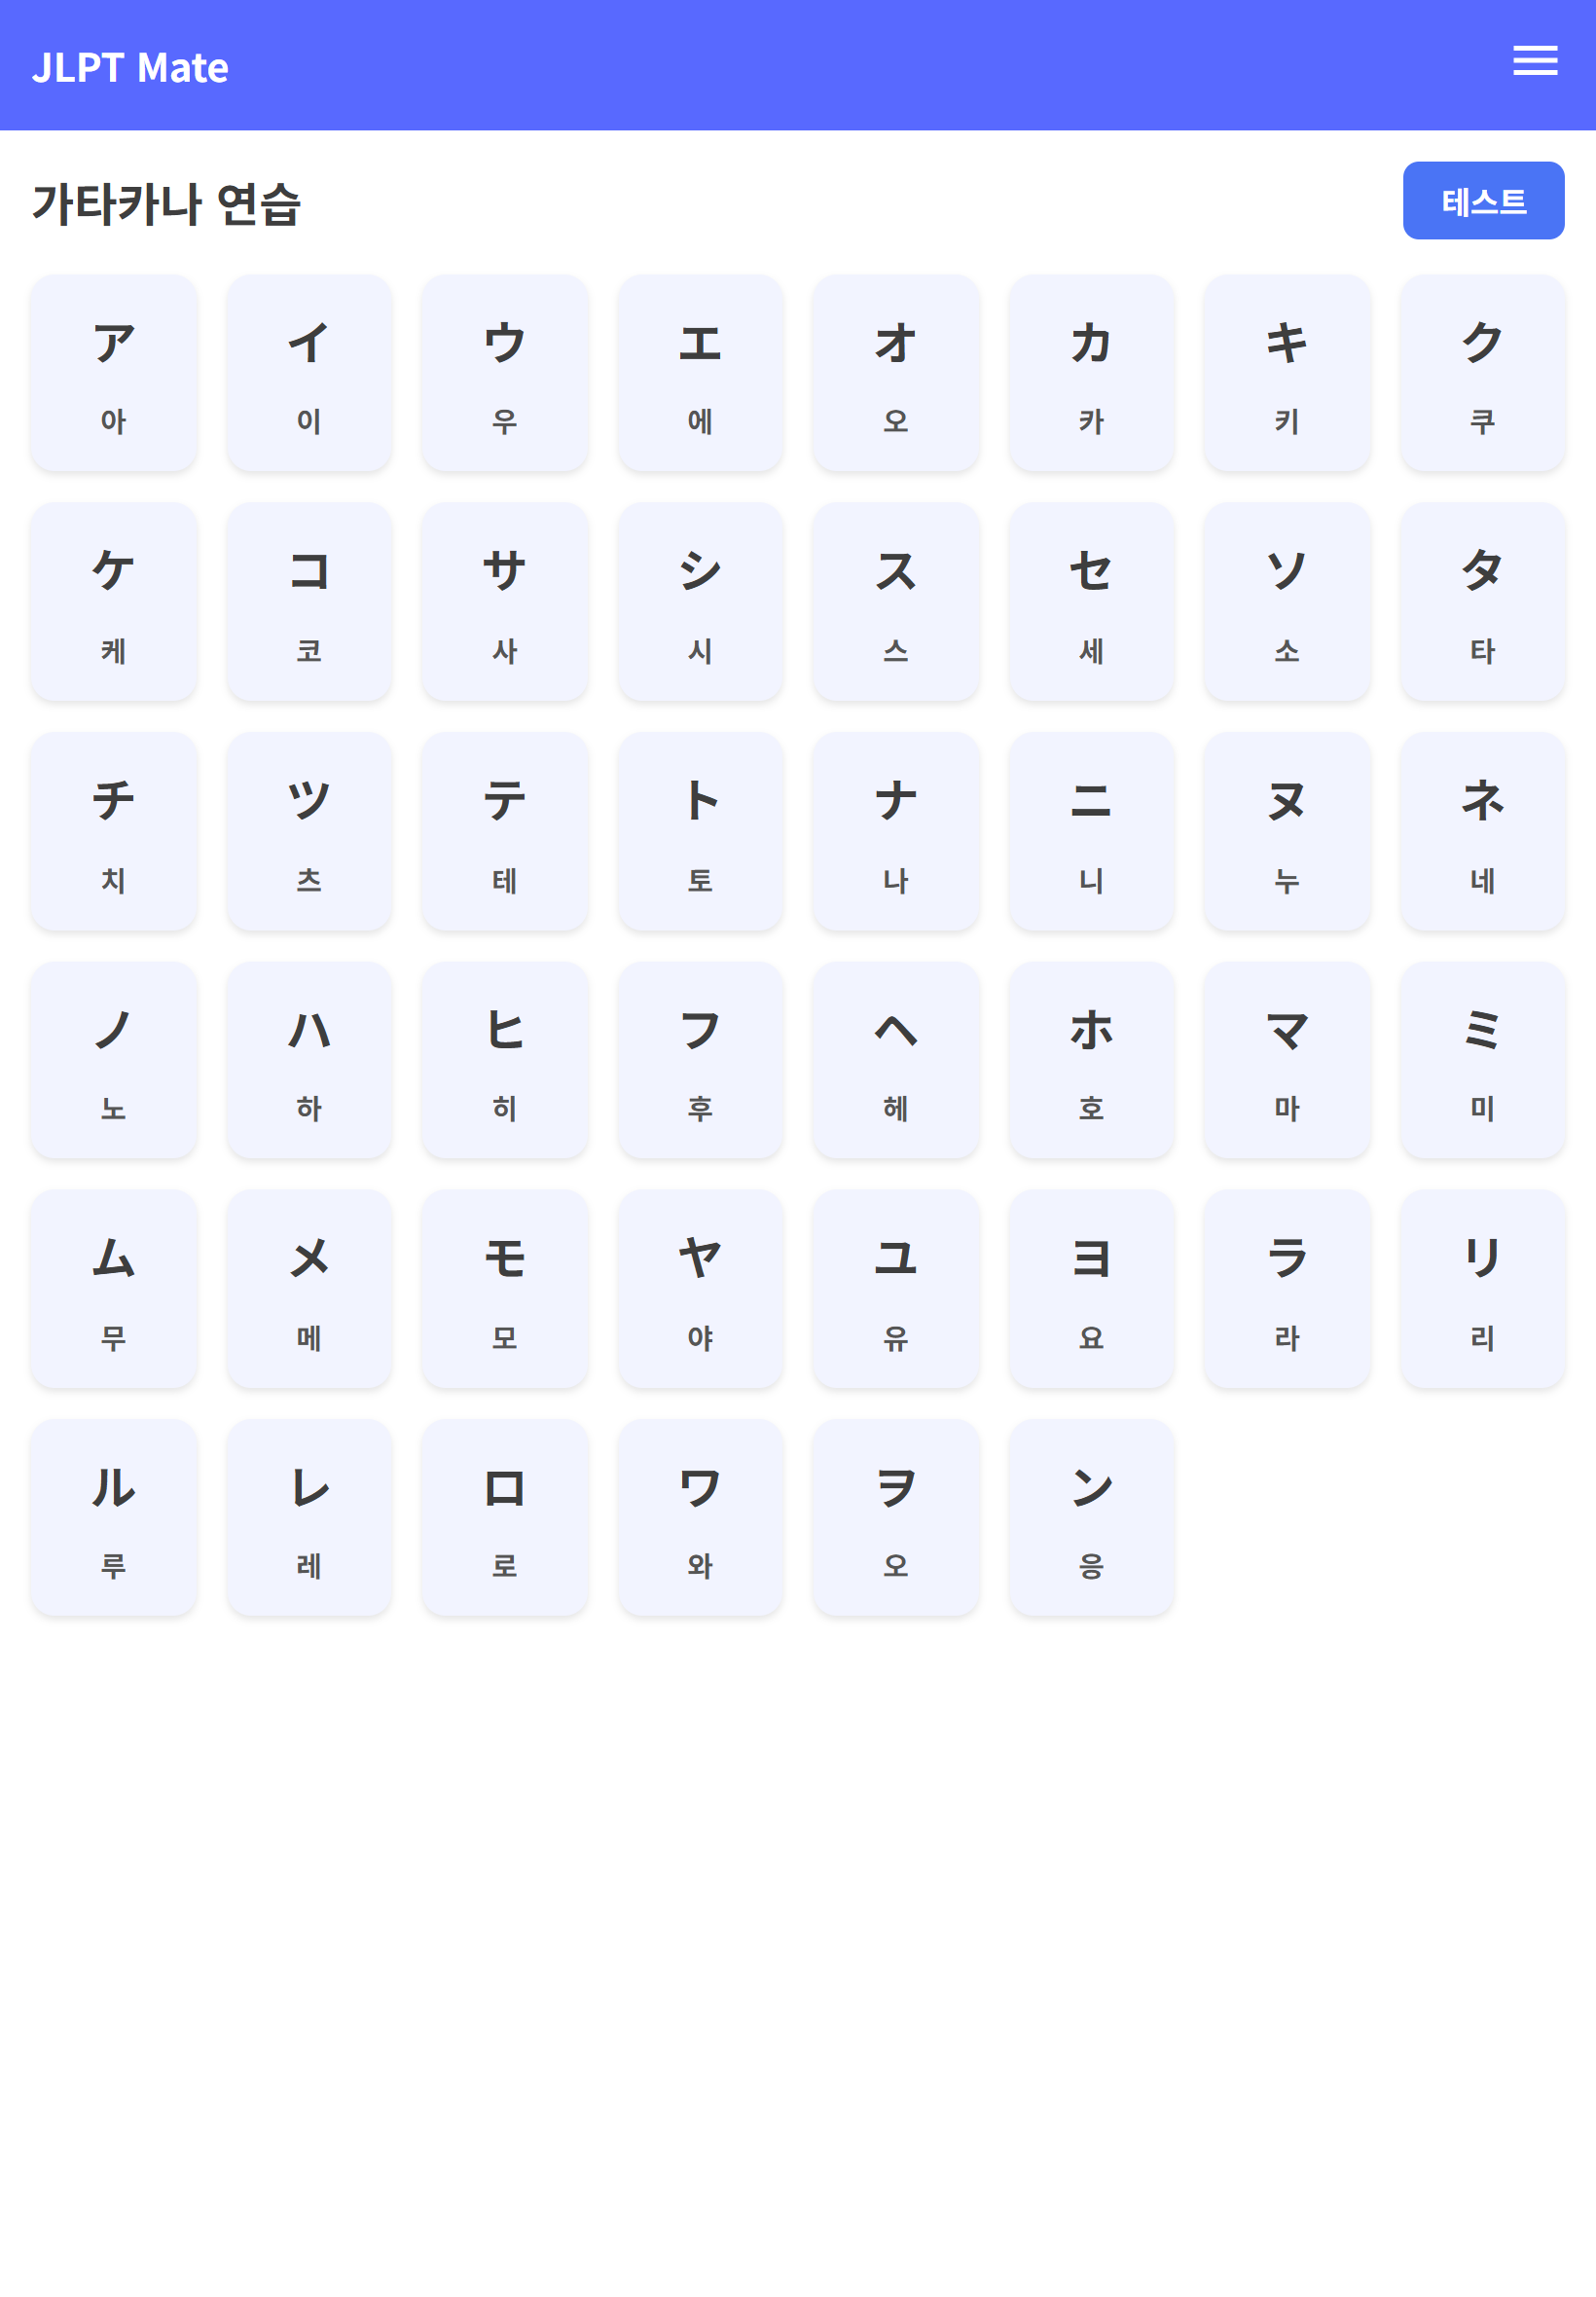 JLPT Mate
가타카나 연습
테스트
ア イ ウ エ オ カ キ ク
아 이 우 에 오 카 키 쿠
ケ コ サ シ ス セ ソ タ
케 코 사 시 스 세 소 타
チ ツ テ ト ナ ニ ヌ ネ
치 츠 테 토 나 니 누 네
ノ ハ ヒ フ ヘ ホ マ ミ
노 하 히 후 헤 호 마 미
ム メ モ ヤ ユ ヨ ラ リ
무 메 모 야 유 요 라 리
ル レ ロ ワ ヲ ン
루 레 로 와 오 응